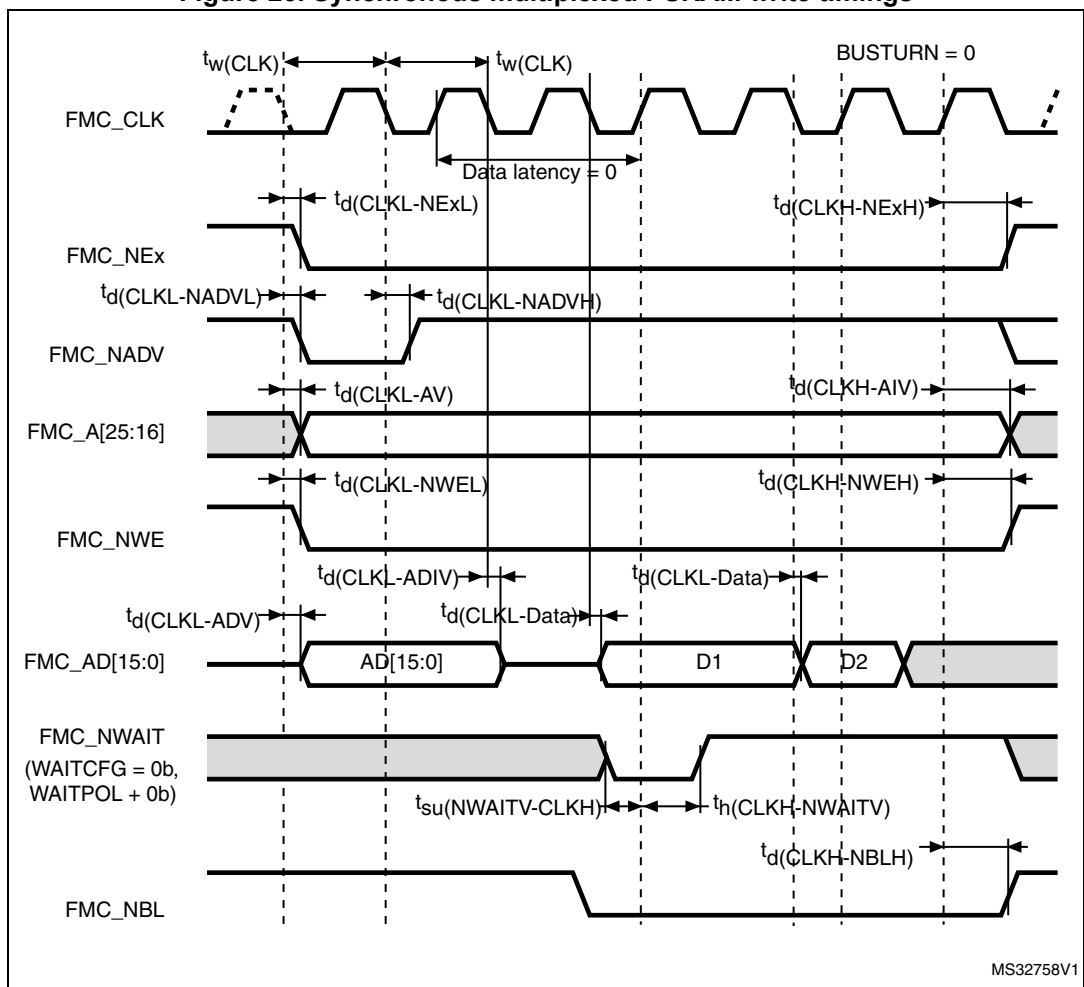 tw(CLK)
tw(CLK)
BUSTURN = 0
FMC_CLK
Data latency = 0
td(CLKL-NExL)
td(CLKH-NExH)
FMC_NEx
td(CLKL-NADVL)
td(CLKL-NADVH)
FMC_NADV
td(CLKL-AV)
td(CLKH-AIV)
FMC_A[25:16]
td(CLKL-NWEL)
td(CLKH-NWEH)
FMC_NWE
td(CLKL-ADIV)
td(CLKL-Data)
td(CLKL-ADV)
td(CLKL-Data)
FMC_AD[15:0]
AD[15:0]
D1
D2
FMC_NWAIT
(WAITCFG = 0b,
WAITPOL + 0b)
tsu(NWAITV-CLKH)
th(CLKH-NWAITV)
td(CLKH-NBLH)
FMC_NBL
MS32758V1